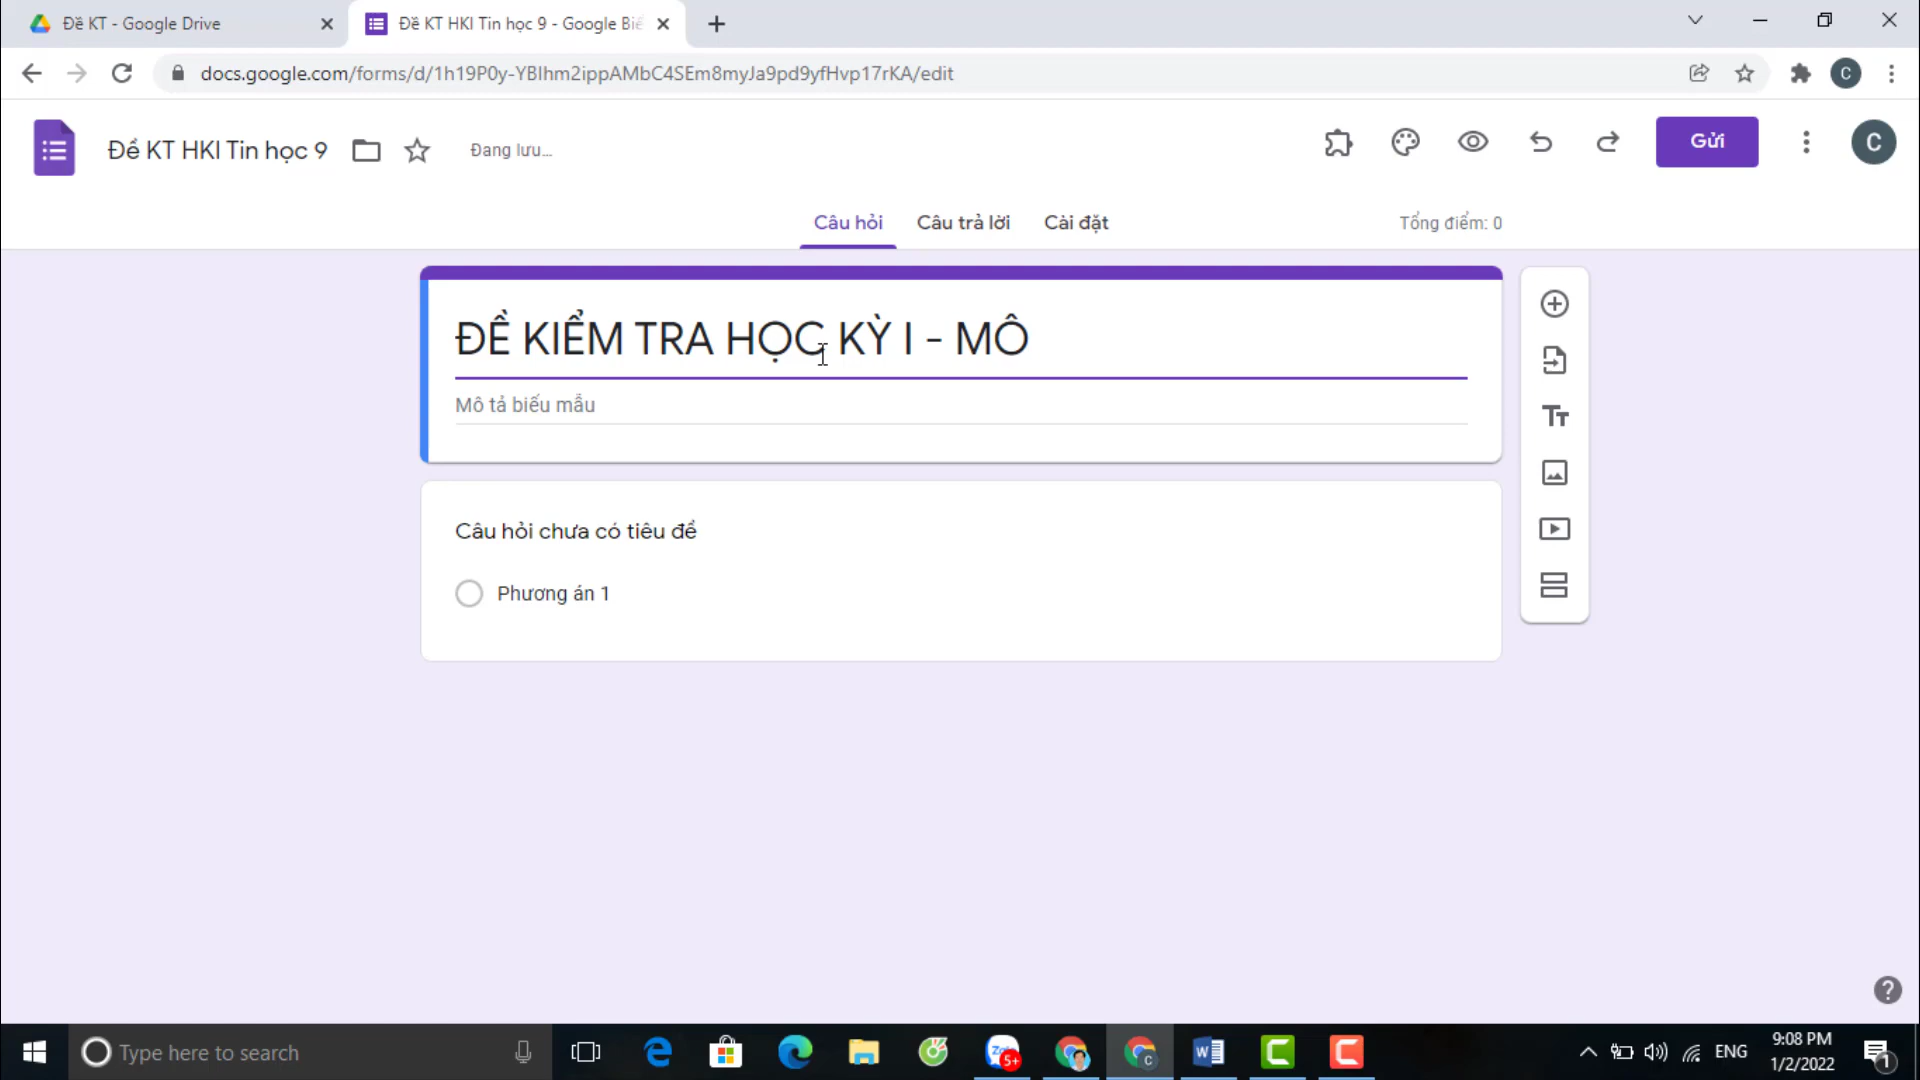 Đề KT - Google Drive
Đề KT HKI Tin học 9 - Google Biể
docs.google.com/forms/d/1h19P0y-YBIhm2ippAMbC4SEm8myJa9pd9yfHvp17rKA/edit
C
Đề KT HKI Tin học 9
Đang lưu...
Gửi
C
Câu hỏi
Câu trả lời
Cài đặt
Tổng điểm: 0
ĐỀ KIỂM TRA HỌC KỲ I - MÔ
Mô tả biểu mẫu
Câu hỏi chưa có tiêu đề
Phương án 1
Type here to search
5+
C
ENG
9:08 PM
1/2/2022
1